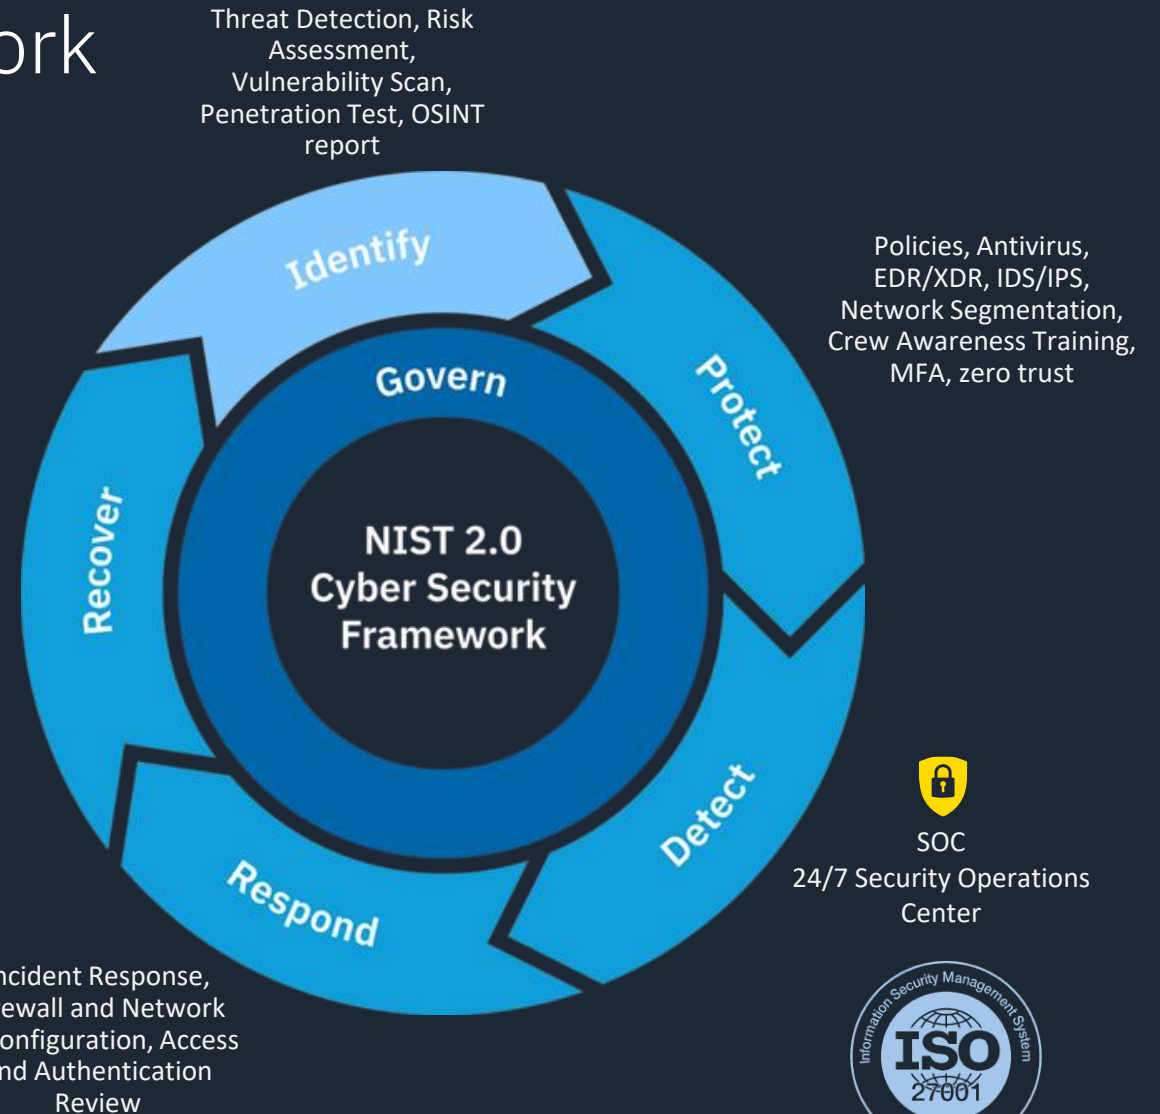 ork
Threat Detection, Risk
Assessment,
Vulnerability Scan,
Penetration Test, OSINT
report
Identify
Policies, Antivirus,
EDR/XDR, IDS/IPS,
Network Segmentation,
Crew Awareness Training,
MFA, zero trust
Protect
Govern
NIST 2.0
Cyber Security
Framework
Recover
Detect
SOC
24/7 Security Operations
Center
Respond
ncident Response,
ewall and Network
onfiguration, Access
nd Authentication
Review
Information Security Management System
ISO
27001